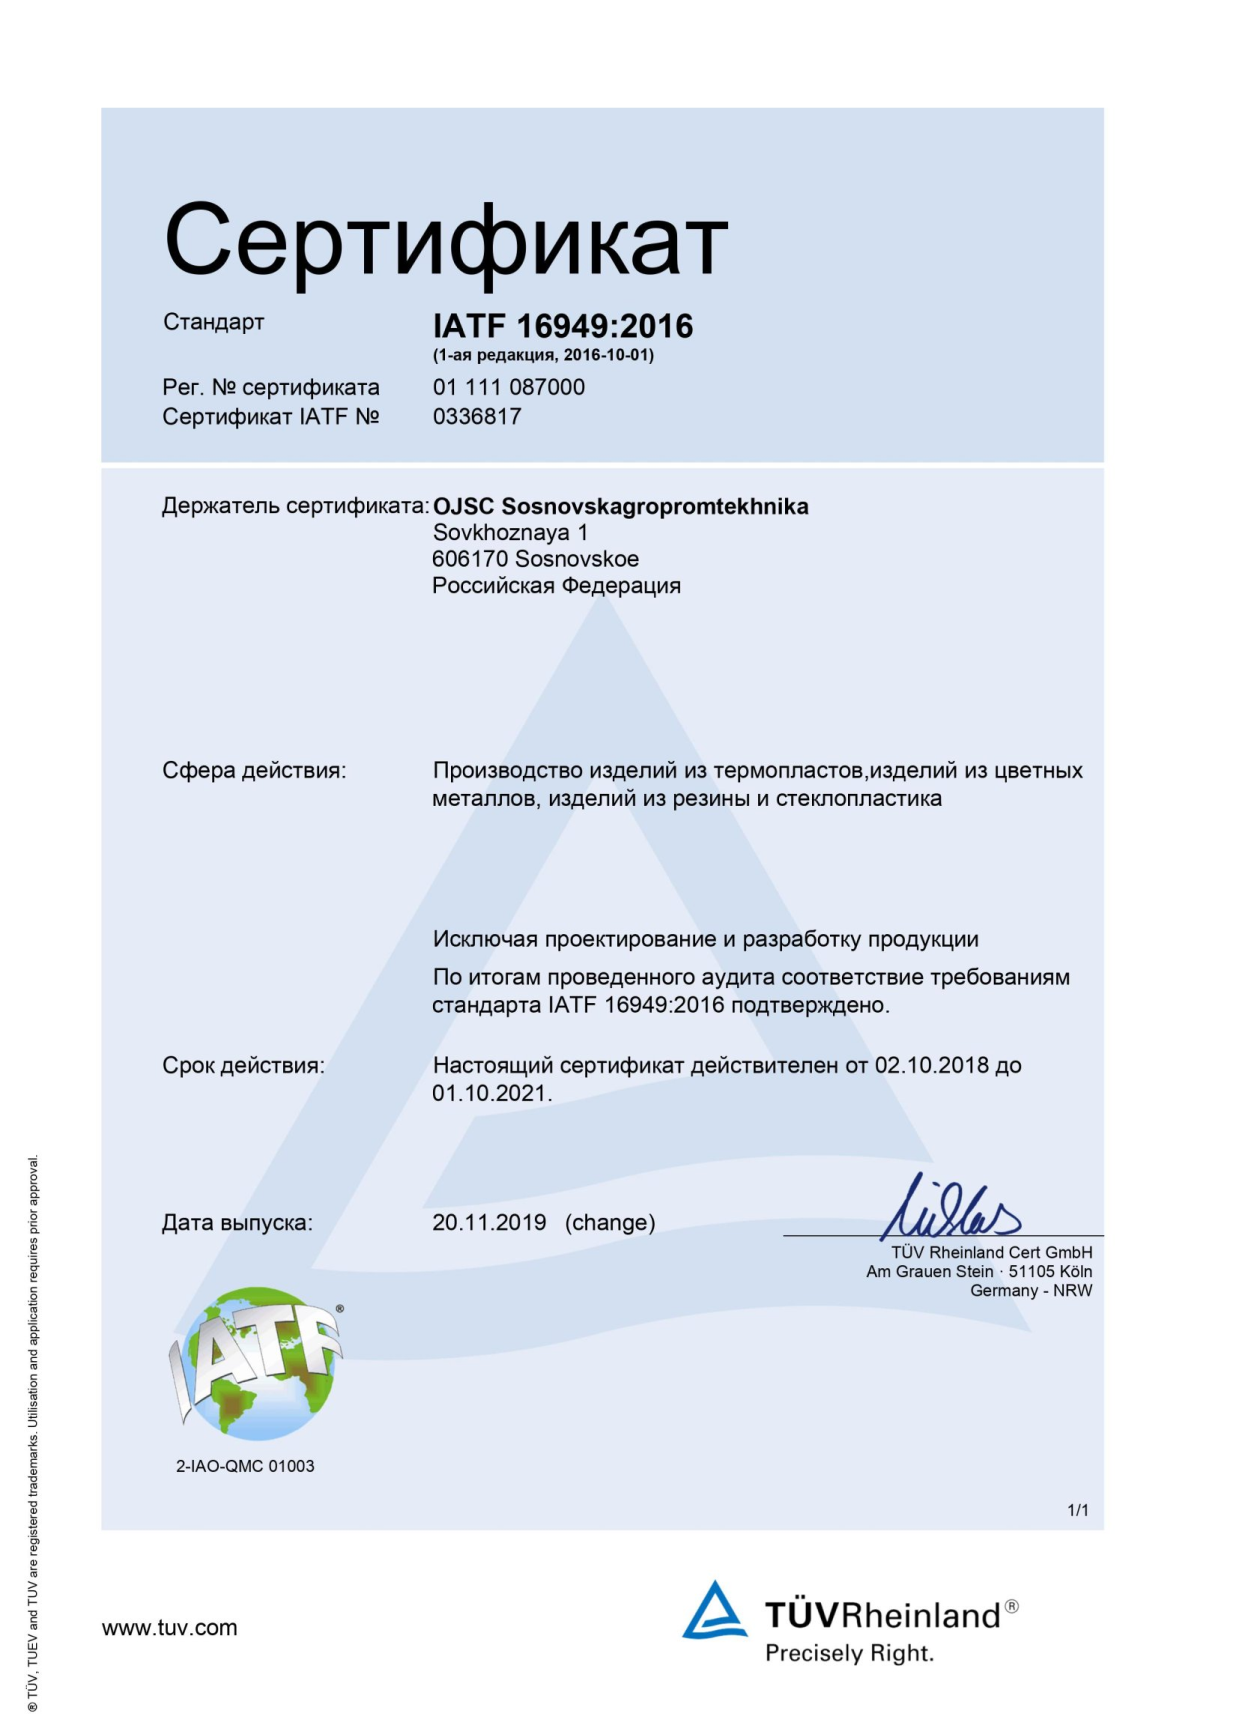 Сертификат
Стандарт IATF 16949:2016
(1-ая редакция, 2016-10-01)
Рег. № сертификата 01 111 087000
Сертификат IATF № 0336817
Держатель сертификата: OJSC Sosnovskagropromtekhnika
Sovkhoznaya 1
606170 Sosnovskoe
Российская Федерация
Сфера действия: Производство изделий из термопластов,изделий из цветных
металлов, изделий из резины и стеклопластика
Исключая проектирование и разработку продукции
По итогам проведенного аудита соответствие требованиям
стандарта IATF 16949:2016 подтверждено.
Срок действия: Настоящий сертификат действителен от 02.10.2018 до
01.10.2021.
Дата выпуска: 20.11.2019 (change)
TÜV Rheinland Cert GmbH
Am Grauen Stein · 51105 Köln
Germany - NRW
IATF ®
2-IAO-QMC 01003
1/1
www.tuv.com
TÜVRheinland®
Precisely Right.
® TÜV, TUEV and TUV are registered trademarks. Utilisation and application requires prior approval.